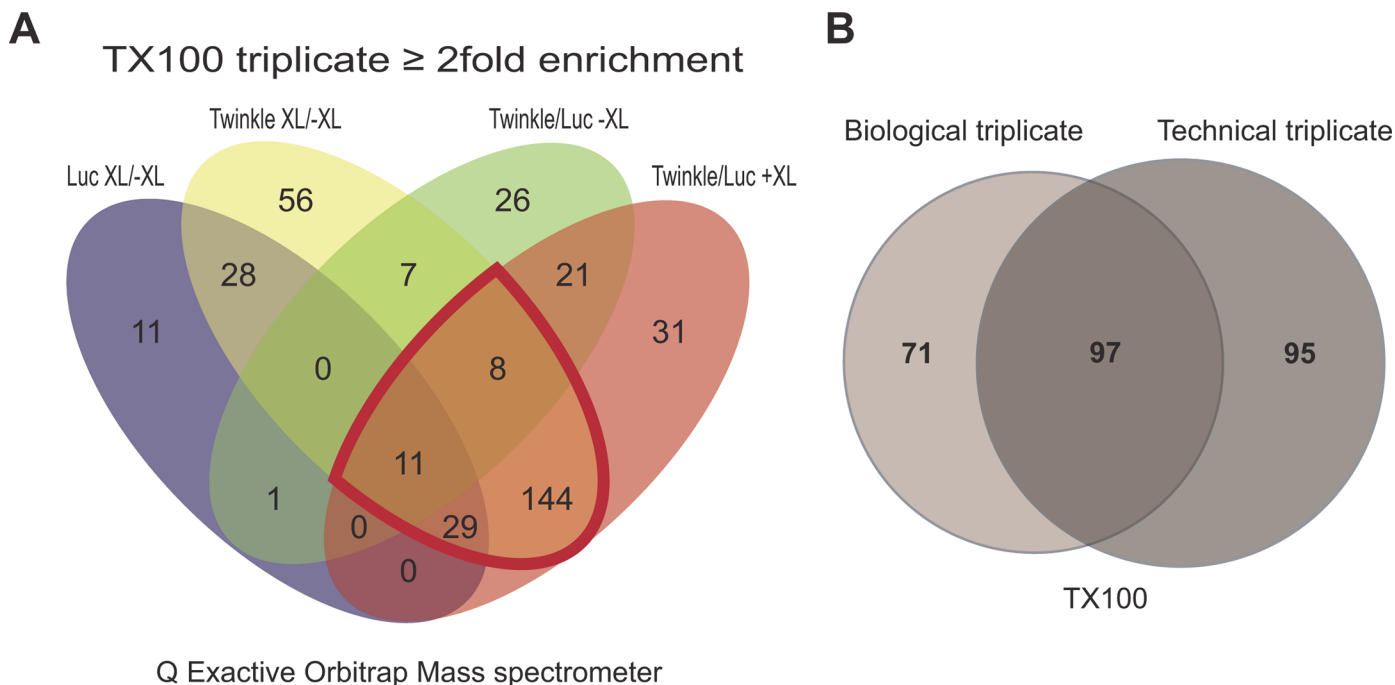 A
TX100 triplicate ≥ 2fold enrichment
Twinkle XL/-XL
Twinkle/Luc -XL
Luc XL/-XL
Twinkle/Luc +XL
56
26
28
7
21
11
31
0
8
11
1
144
0
29
0
Q Exactive Orbitrap Mass spectrometer
B
Biological triplicate
Technical triplicate
71
97
95
TX100